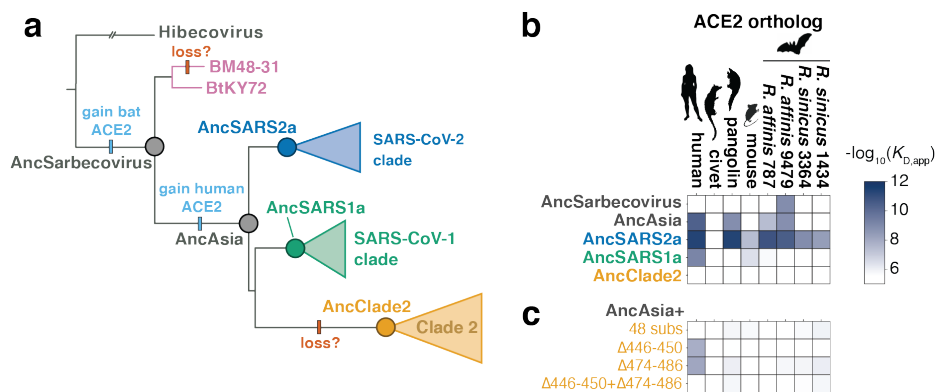 a
Hibecovirus
loss?
BM48-31
BtKY72
gain bat
ACE2
AncSarbecovirus
AncSARS2a
SARS-CoV-2
clade
gain human
ACE2
AncAsia
AncSARS1a
SARS-CoV-1
clade
AncClade2
Clade 2
loss?
b
ACE2 ortholog
human
civet
pangolin
mouse
R. affinis 787
R. affinis 9479
R. sinicus 3364
R. sinicus 1434
-log10(KD,app)
12
10
8
6
AncSarbecovirus
AncAsia
AncSARS2a
AncSARS1a
AncClade2
c
AncAsia+
48 subs
Δ446-450
Δ474-486
Δ446-450+Δ474-486